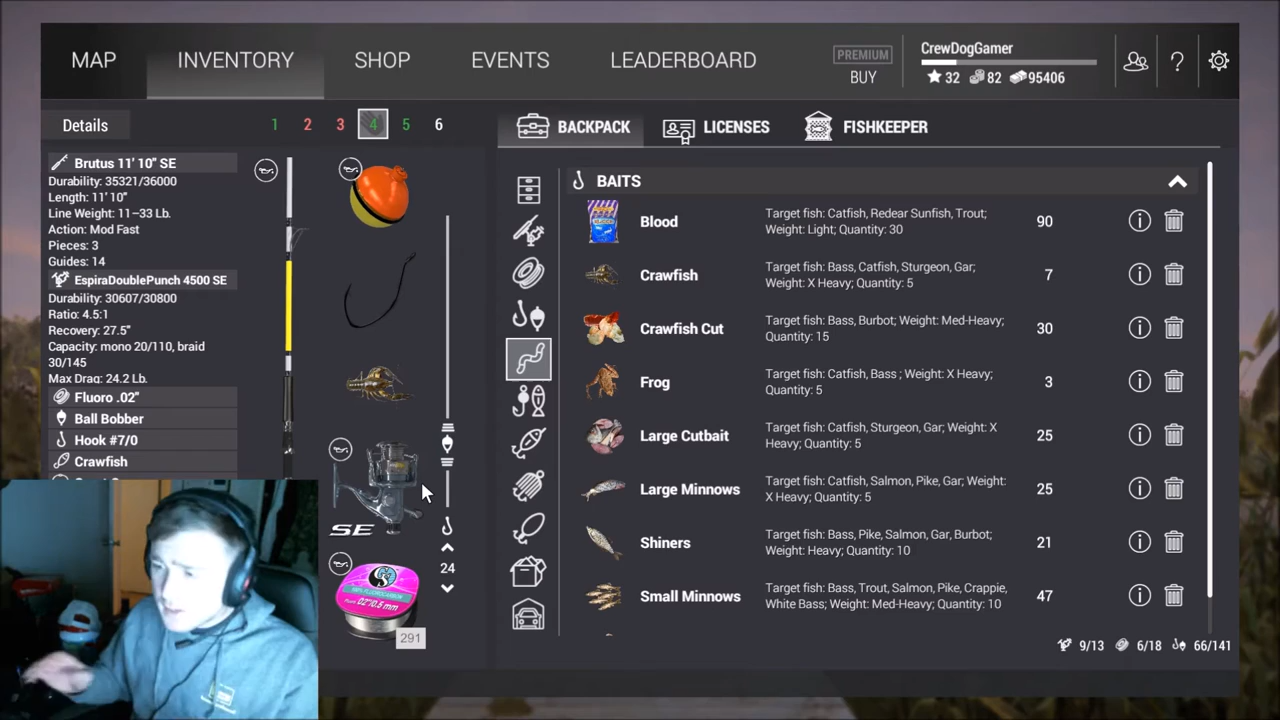 MAP
INVENTORY
SHOP
EVENTS
LEADERBOARD
PREMIUM
BUY
CrewDogGamer
32 82 95406
?
Details
1 2 3 4 5 6
BACKPACK
LICENSES
FISHKEEPER
Brutus 11' 10" SE
Durability: 35321/36000
Length: 11'10"
Line Weight: 11–33 Lb.
Action: Mod Fast
Pieces: 3
Guides: 14
EspiraDoublePunch 4500 SE
Durability: 30607/30800
Ratio: 4.5:1
Recovery: 27.5"
Capacity: mono 20/110, braid
30/145
Max Drag: 24.2 Lb.
Fluoro .02"
Ball Bobber
Hook #7/0
Crawfish
SE
24
100% FLUOROCARBON
291
BAITS
Blood
Target fish: Catfish, Redear Sunfish, Trout;
Weight: Light; Quantity: 30
90
Crawfish
Target fish: Bass, Catfish, Sturgeon, Gar;
Weight: X Heavy; Quantity: 5
7
Crawfish Cut
Target fish: Bass, Burbot; Weight: Med-Heavy;
Quantity: 15
30
Frog
Target fish: Catfish, Bass ; Weight: X Heavy;
Quantity: 5
3
Large Cutbait
Target fish: Catfish, Sturgeon, Gar; Weight: X
Heavy; Quantity: 5
25
Large Minnows
Target fish: Catfish, Salmon, Pike, Gar; Weight:
X Heavy; Quantity: 5
25
Shiners
Target fish: Bass, Pike, Salmon, Gar, Burbot;
Weight: Heavy; Quantity: 10
21
Small Minnows
Target fish: Bass, Trout, Salmon, Pike, Crappie,
White Bass; Weight: Med-Heavy; Quantity: 10
47
9/13 6/18 66/141